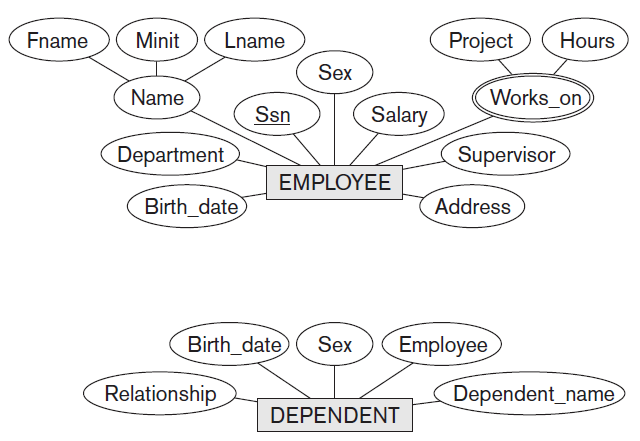 Fname
Minit
Lname
Project
Hours
Sex
Name
Works_on
Ssn
Salary
Department
Supervisor
EMPLOYEE
Birth_date
Address
Birth_date
Sex
Employee
Relationship
Dependent_name
DEPENDENT